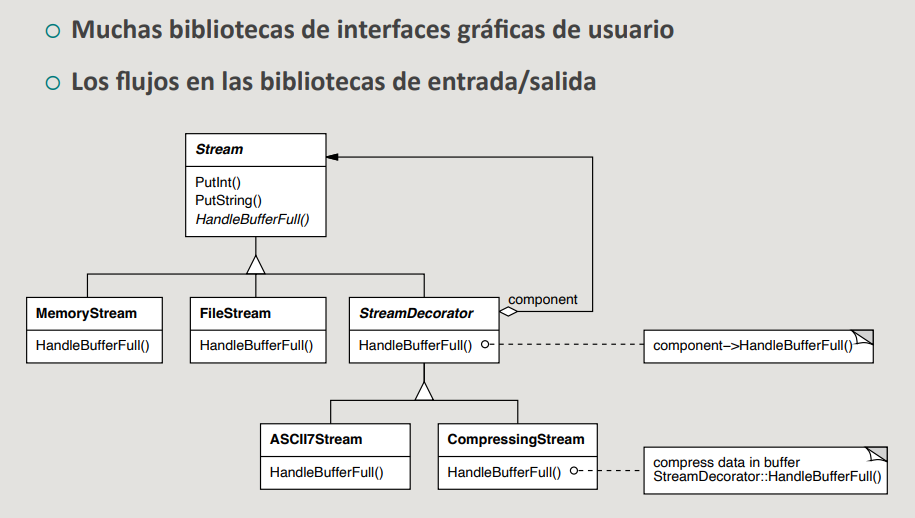 Muchas bibliotecas de interfaces gráficas de usuario
Los flujos en las bibliotecas de entrada/salida
Stream
PutInt()
PutString()
HandleBufferFull()
MemoryStream
HandleBufferFull()
FileStream
HandleBufferFull()
StreamDecorator
HandleBufferFull()
component
component–>HandleBufferFull()
ASCII7Stream
HandleBufferFull()
CompressingStream
HandleBufferFull()
compress data in buffer
StreamDecorator::HandleBufferFull()